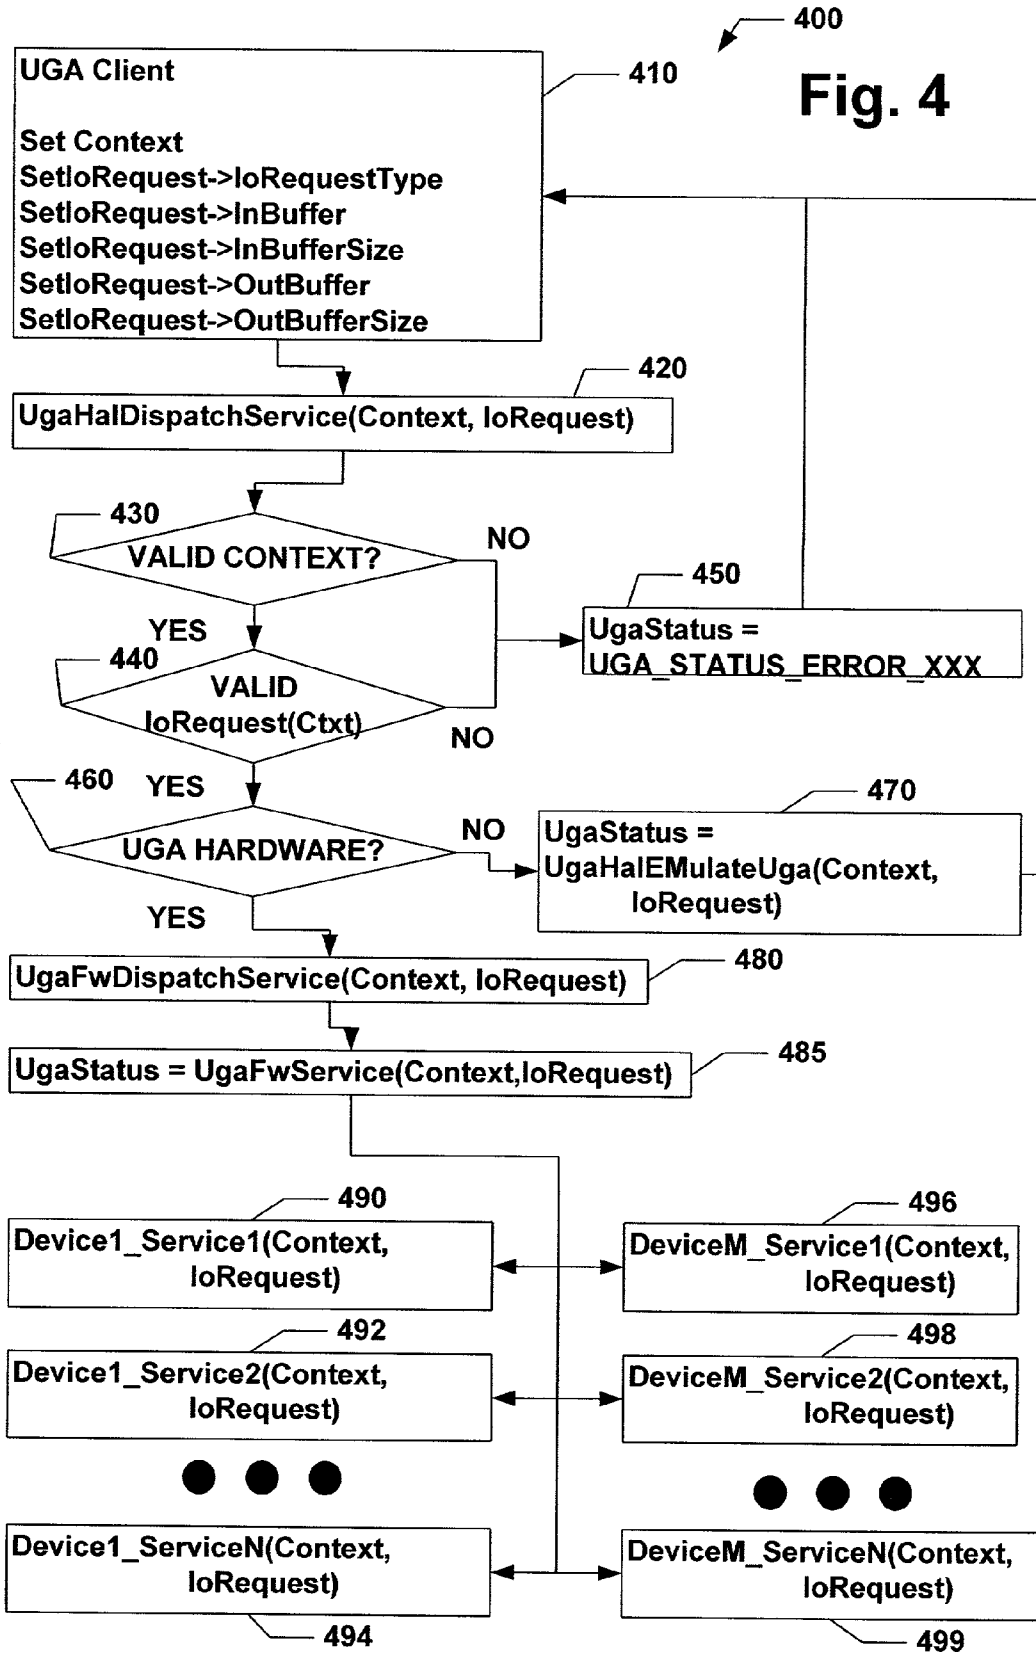 400
Fig. 4
UGA Client
410
Set Context
SetIoRequest->IoRequestType
SetIoRequest->InBuffer
SetIoRequest->InBufferSize
SetIoRequest->OutBuffer
SetIoRequest->OutBufferSize
420
UgaHalDispatchService(Context, IoRequest)
430
VALID CONTEXT?
NO
YES
450
UgaStatus =
UGA_STATUS_ERROR_XXX
440
VALID
IoRequest(Ctxt)
NO
YES
460
UGA HARDWARE?
NO
YES
470
UgaStatus =
UgaHalEMulateUga(Context,
IoRequest)
480
UgaFwDispatchService(Context, IoRequest)
485
UgaStatus = UgaFwService(Context,IoRequest)
490
Device1_Service1(Context,
IoRequest)
496
DeviceM_Service1(Context,
IoRequest)
492
Device1_Service2(Context,
IoRequest)
498
DeviceM_Service2(Context,
IoRequest)
Device1_ServiceN(Context,
IoRequest)
494
DeviceM_ServiceN(Context,
IoRequest)
499